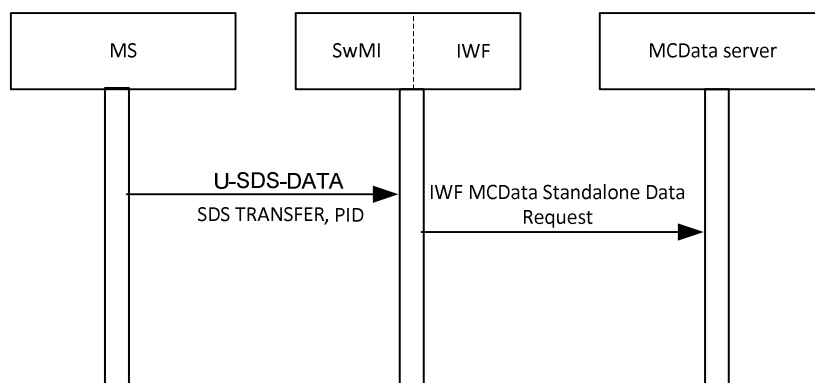 MS
SwMI
IWF
MCData server
U-SDS-DATA
SDS TRANSFER, PID
IWF MCData Standalone Data
Request